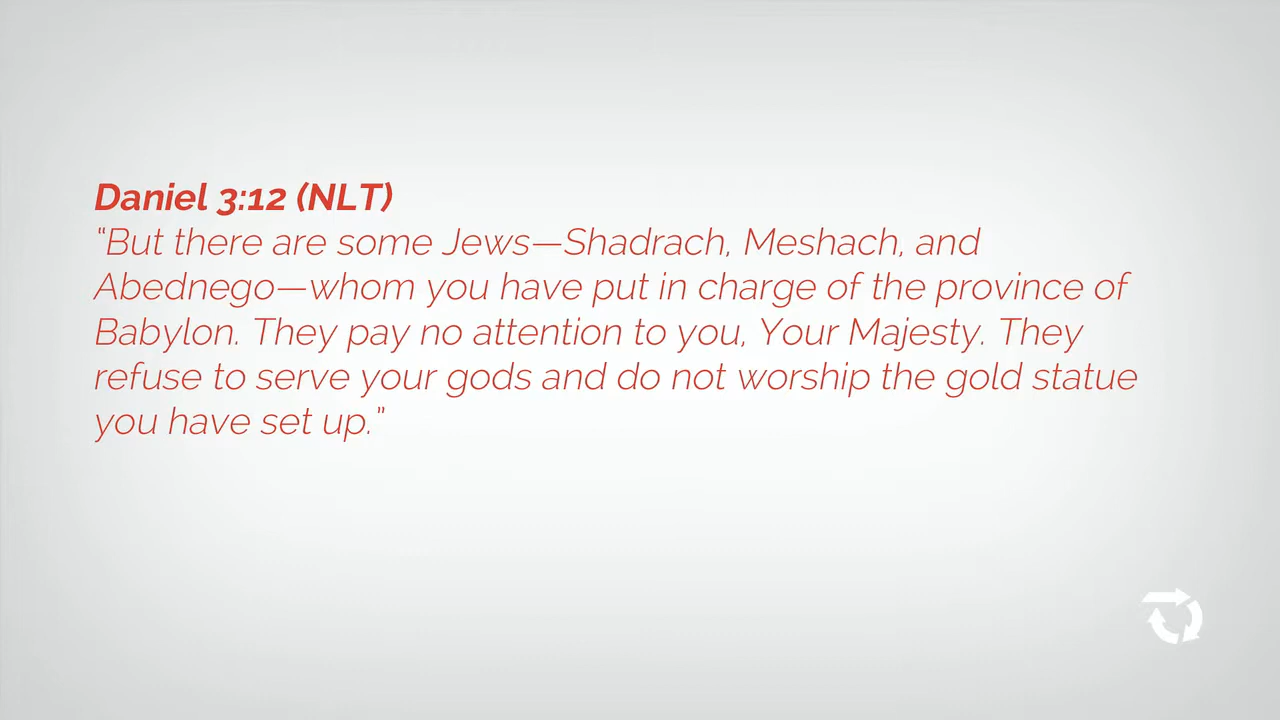 Daniel 3:12 (NLT)
“But there are some Jews—Shadrach, Meshach, and
Abednego—whom you have put in charge of the province of
Babylon. They pay no attention to you, Your Majesty. They
refuse to serve your gods and do not worship the gold statue
you have set up.”